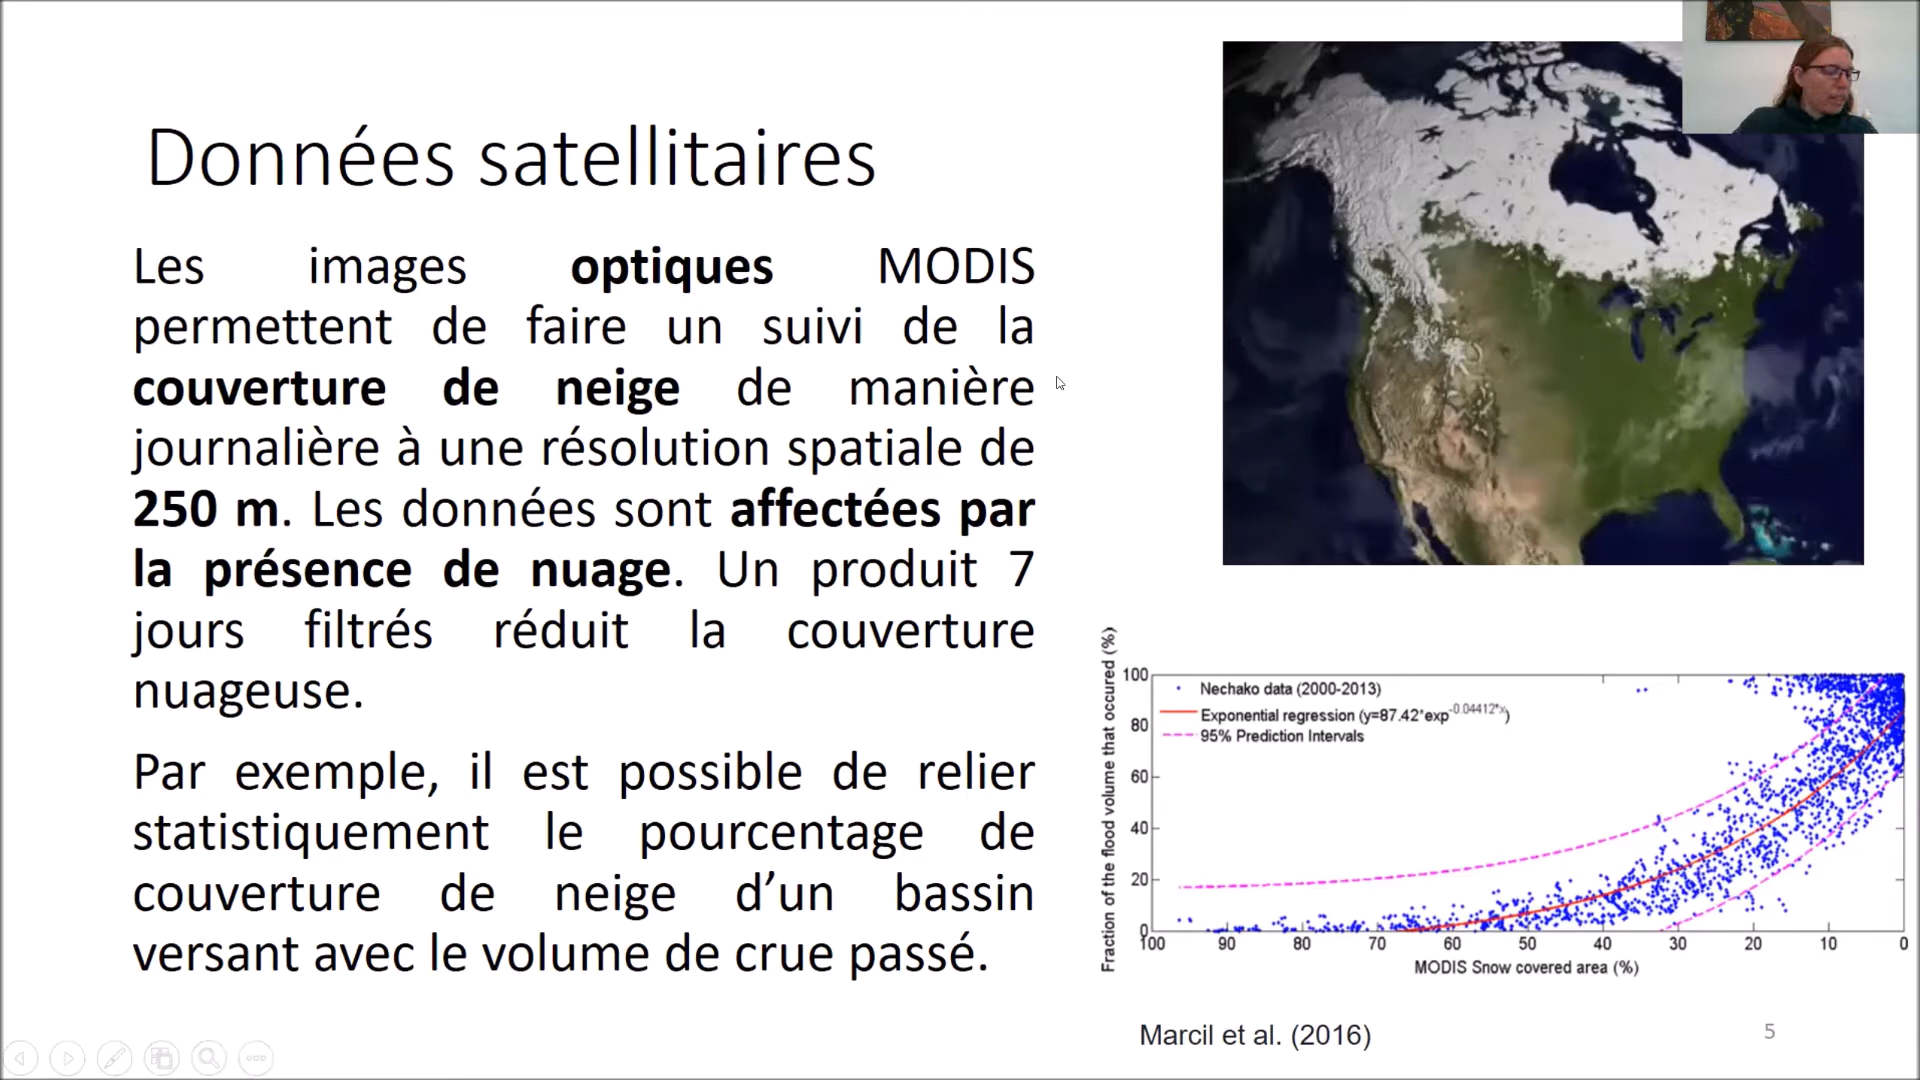 Données satellitaires
Les images optiques MODIS
permettent de faire un suivi de la
couverture de neige de manière
journalière à une résolution spatiale de
250 m. Les données sont affectées par
la présence de nuage. Un produit 7
jours filtrés réduit la couverture
nuageuse.
Par exemple, il est possible de relier
statistiquement le pourcentage de
couverture de neige d’un bassin
versant avec le volume de crue passé.
Fraction of the flood volume that occured (%)
100
80
60
40
20
0
Nechako data (2000-2013)
Exponential regression (y=87.42*exp-0.04412*x)
95% Prediction Intervals
100 90 80 70 60 50 40 30 20 10 0
MODIS Snow covered area (%)
Marcil et al. (2016)
5